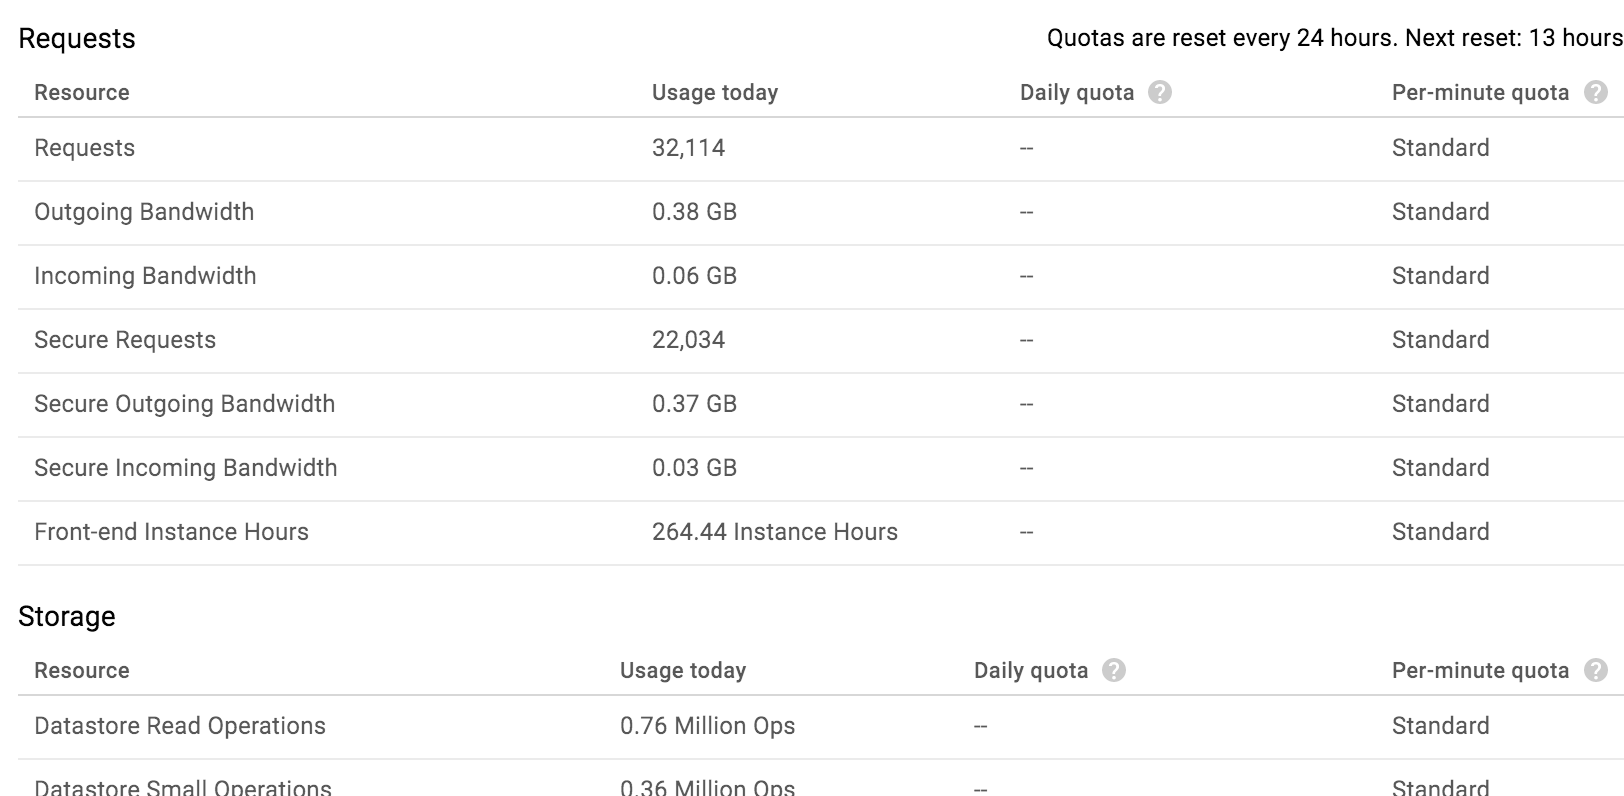 Requests Quotas are reset every 24 hours. Next reset: 13 hours
Resource Usage today Daily quota ? Per-minute quota ?
Requests 32,114 -- Standard
Outgoing Bandwidth 0.38 GB -- Standard
Incoming Bandwidth 0.06 GB -- Standard
Secure Requests 22,034 -- Standard
Secure Outgoing Bandwidth 0.37 GB -- Standard
Secure Incoming Bandwidth 0.03 GB -- Standard
Front-end Instance Hours 264.44 Instance Hours -- Standard
Storage
Resource Usage today Daily quota ? Per-minute quota ?
Datastore Read Operations 0.76 Million Ops -- Standard
Datastore Small Operations 0.36 Million Ops -- Standard